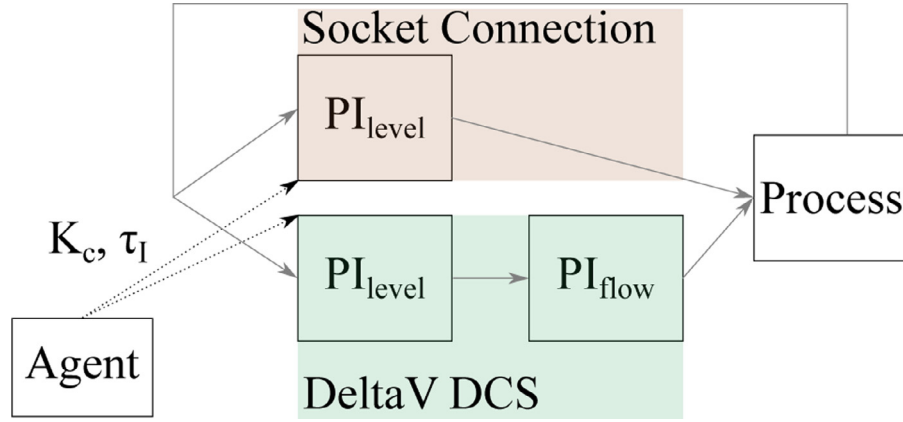 Socket Connection
PI_level
Process
K_c, τ_I
PI_level
PI_flow
Agent
DeltaV DCS